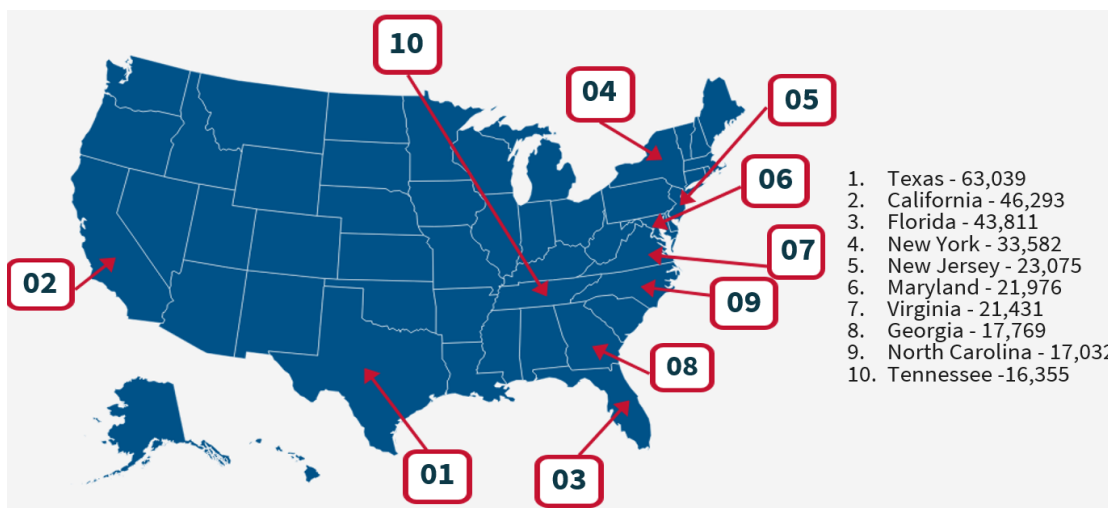 10
04
05
06
07
02
09
08
01
03
1. Texas - 63,039
2. California - 46,293
3. Florida - 43,811
4. New York - 33,582
5. New Jersey - 23,075
6. Maryland - 21,976
7. Virginia - 21,431
8. Georgia - 17,769
9. North Carolina - 17,032
10. Tennessee -16,355